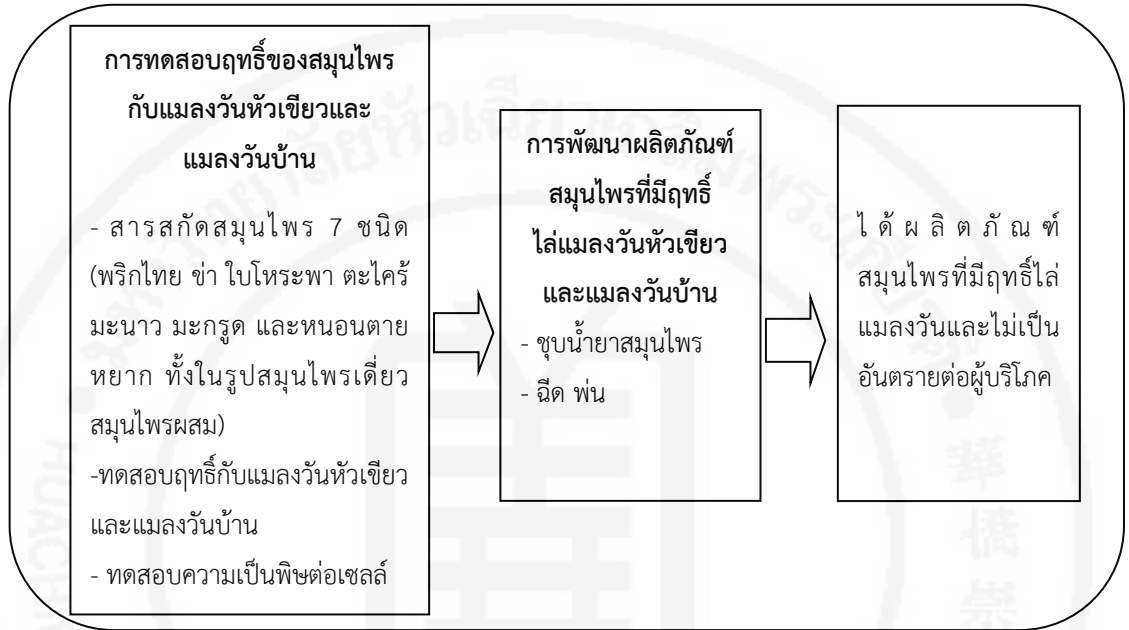 การทดสอบฤทธิ์ของสมุนไพร
กับแมลงวันหัวเขียวและ
แมลงวันบ้าน
- สารสกัดสมุนไพร 7 ชนิด
(พริกไทย ข่า ใบโหระพา ตะไคร้
มะนาว มะกรูด และหนอนตาย
หยาก ทั้งในรูปสมุนไพรเดี่ยว
สมุนไพรผสม)
-ทดสอบฤทธิ์กับแมลงวันหัวเขียว
และแมลงวันบ้าน
- ทดสอบความเป็นพิษต่อเซลล์
การพัฒนาผลิตภัณฑ์
สมุนไพรที่มีฤทธิ์
ไล่แมลงวันหัวเขียว
และแมลงวันบ้าน
- ชุบน้ำยาสมุนไพร
- ฉีด พ่น
ได้ผลิตภัณฑ์
สมุนไพรที่มีฤทธิ์ไล่
แมลงวันและไม่เป็น
อันตรายต่อผู้บริโภค
華僑崇